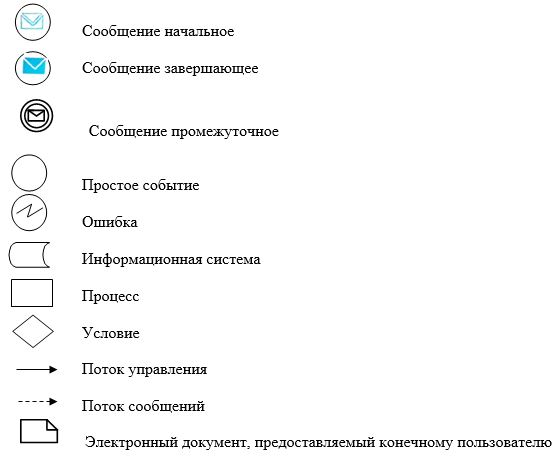 Сообщение начальное
Сообщение завершающее
Сообщение промежуточное
Простое событие
Ошибка
Информационная система
Процесс
Условие
Поток управления
Поток сообщений
Электронный документ, предоставляемый конечному пользователю